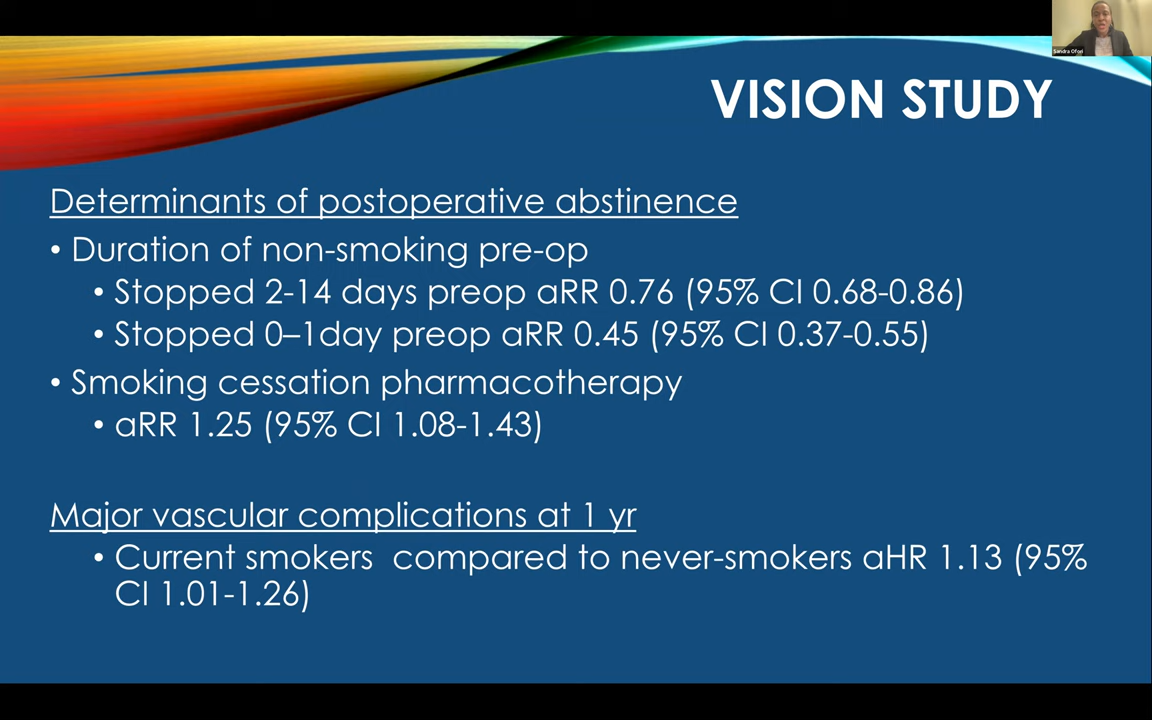 Sandra Ofori
VISION STUDY
Determinants of postoperative abstinence
• Duration of non-smoking pre-op
• Stopped 2-14 days preop aRR 0.76 (95% CI 0.68-0.86)
• Stopped 0–1day preop aRR 0.45 (95% CI 0.37-0.55)
• Smoking cessation pharmacotherapy
• aRR 1.25 (95% CI 1.08-1.43)
Major vascular complications at 1 yr
• Current smokers  compared to never-smokers aHR 1.13 (95%
CI 1.01-1.26)